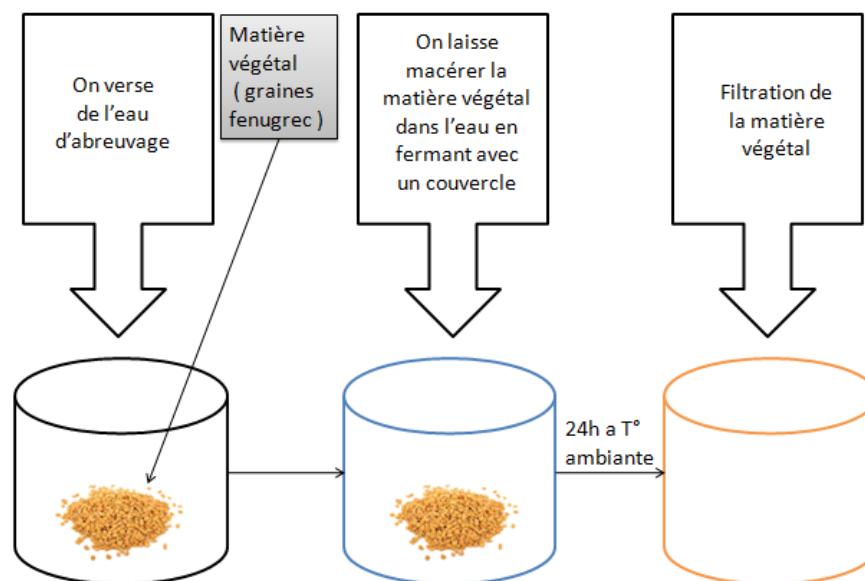 On verse
de l'eau
d'abreuvage
Matière
végétal
( graines
fenugrec )
On laisse
macérer la
matière végétal
dans l'eau en
fermant avec
un couvercle
Filtration de
la matière
végétal
24h a T°
ambiante